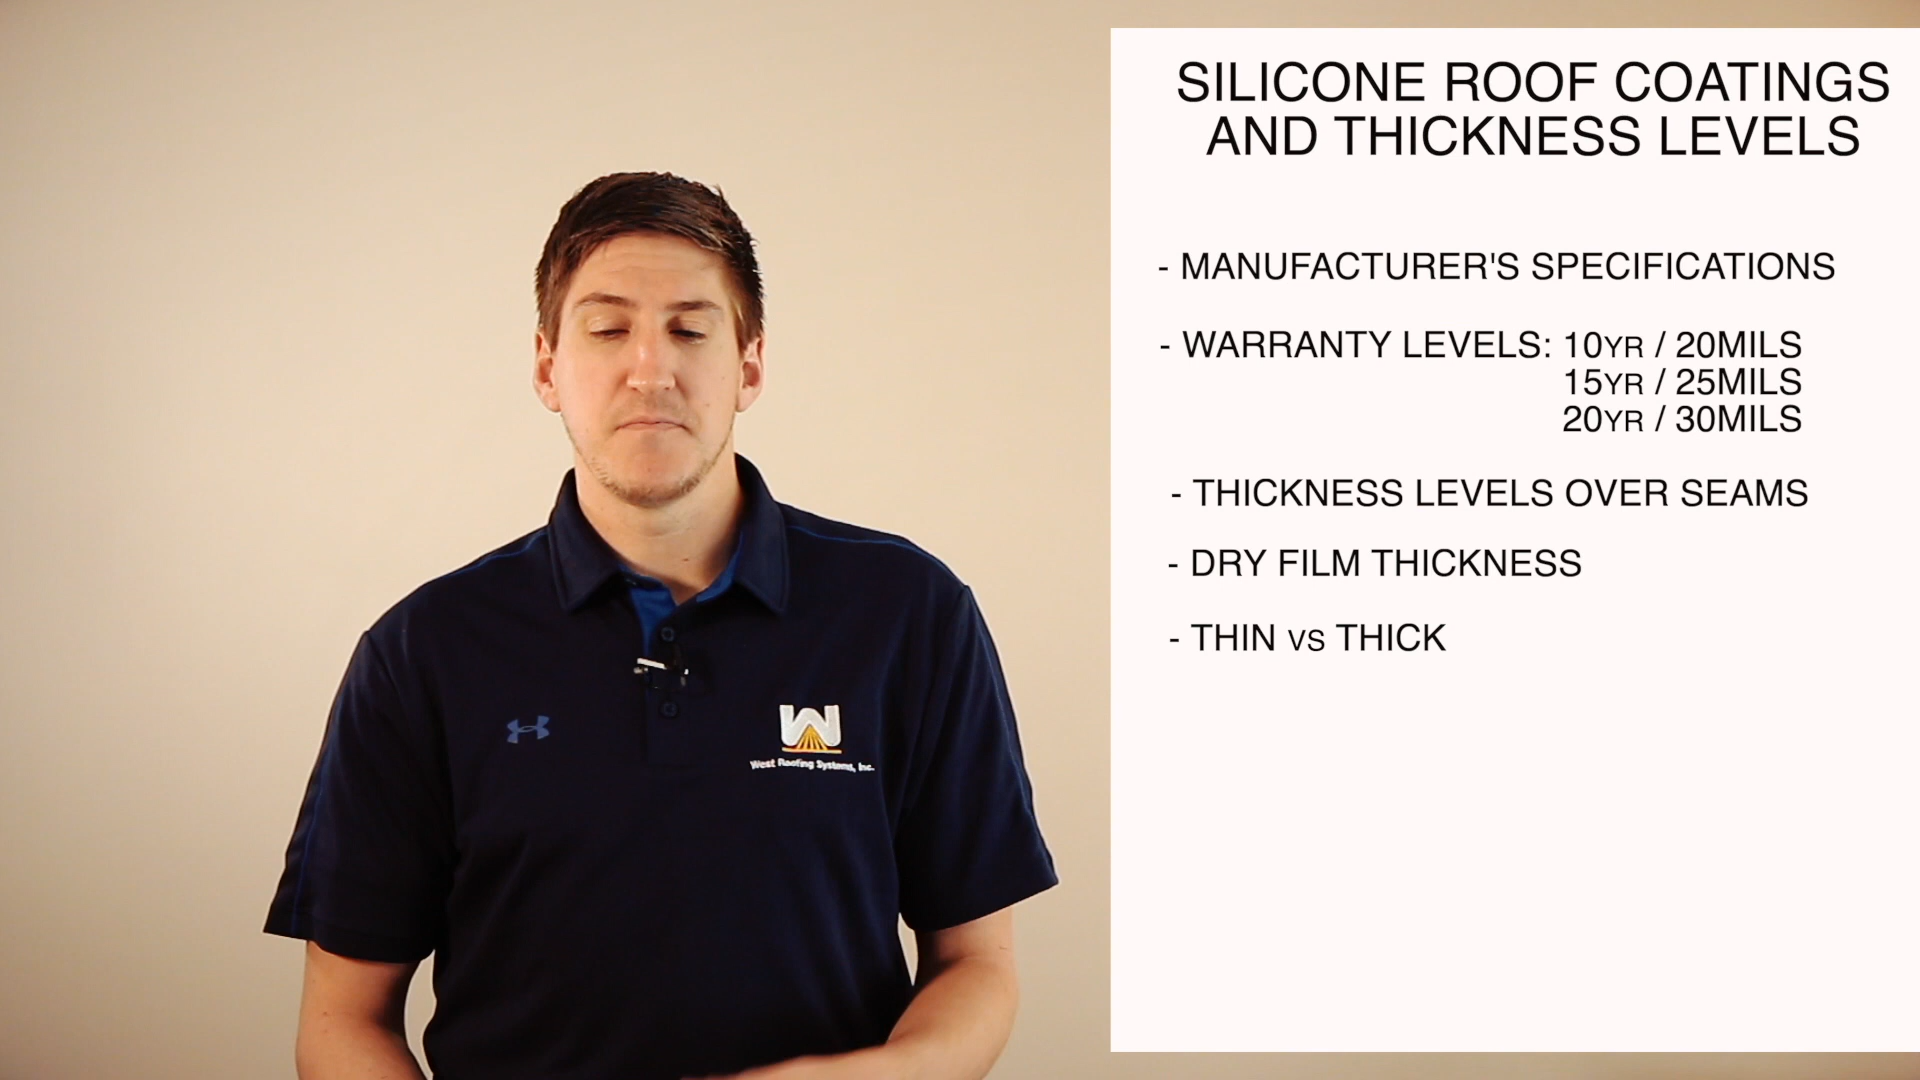 SILICONE ROOF COATINGS
AND THICKNESS LEVELS
- MANUFACTURER'S SPECIFICATIONS
- WARRANTY LEVELS: 10YR / 20MILS
15YR / 25MILS
20YR / 30MILS
- THICKNESS LEVELS OVER SEAMS
- DRY FILM THICKNESS
- THIN VS THICK
W
West Roofing Systems, Inc.